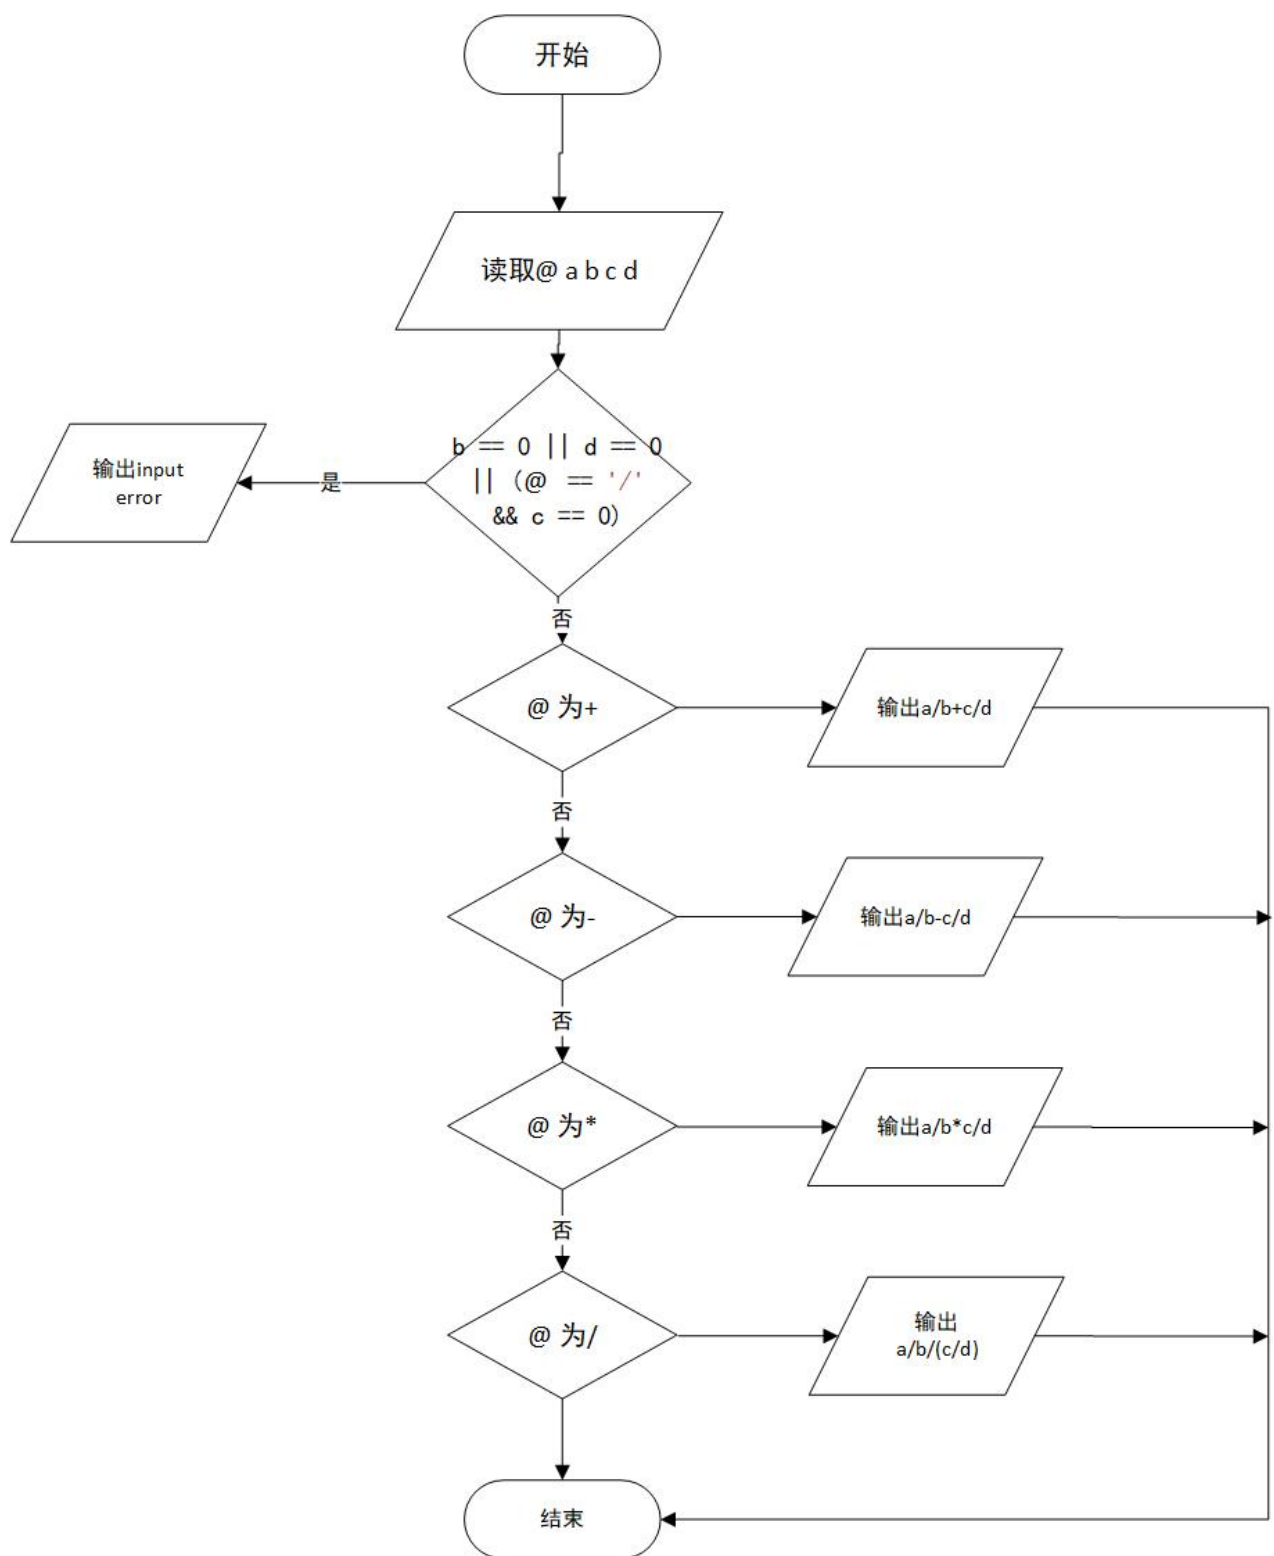 开始
读取@ a b c d
b == 0 || d == 0
|| (@ == '/'
&& c == 0)
是
输出input
error
否
@ 为+
输出a/b+c/d
否
@ 为-
输出a/b-c/d
否
@ 为*
输出a/b*c/d
否
@ 为/
输出
a/b/(c/d)
结束